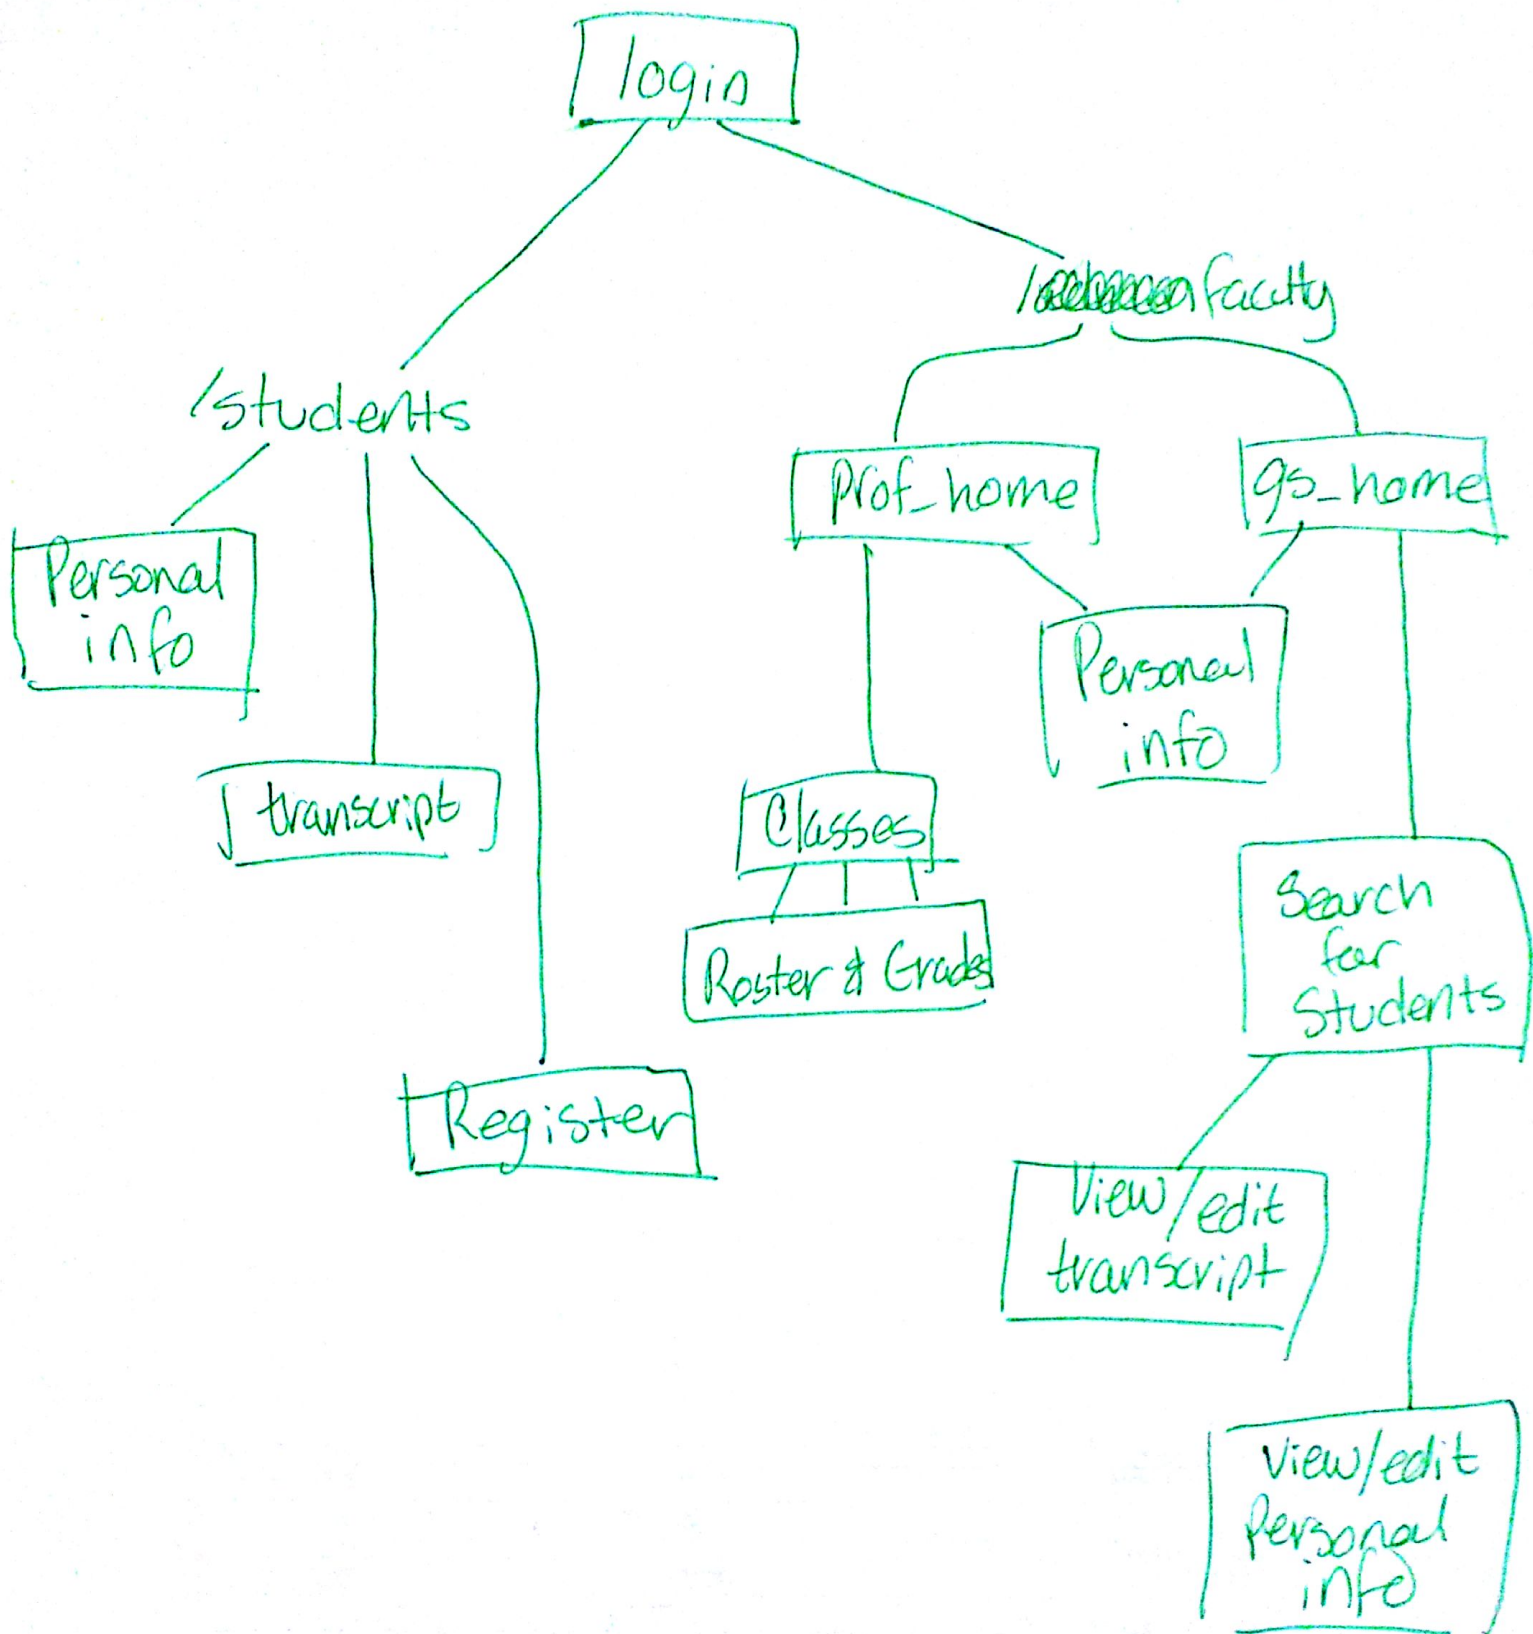 login
/faculty
/students
Prof_home
gs_home
Personal
info
Personal
info
transcript
Classes
Roster & Grades
Search
for
Students
Register
View/edit
transcript
View/edit
Personal
info